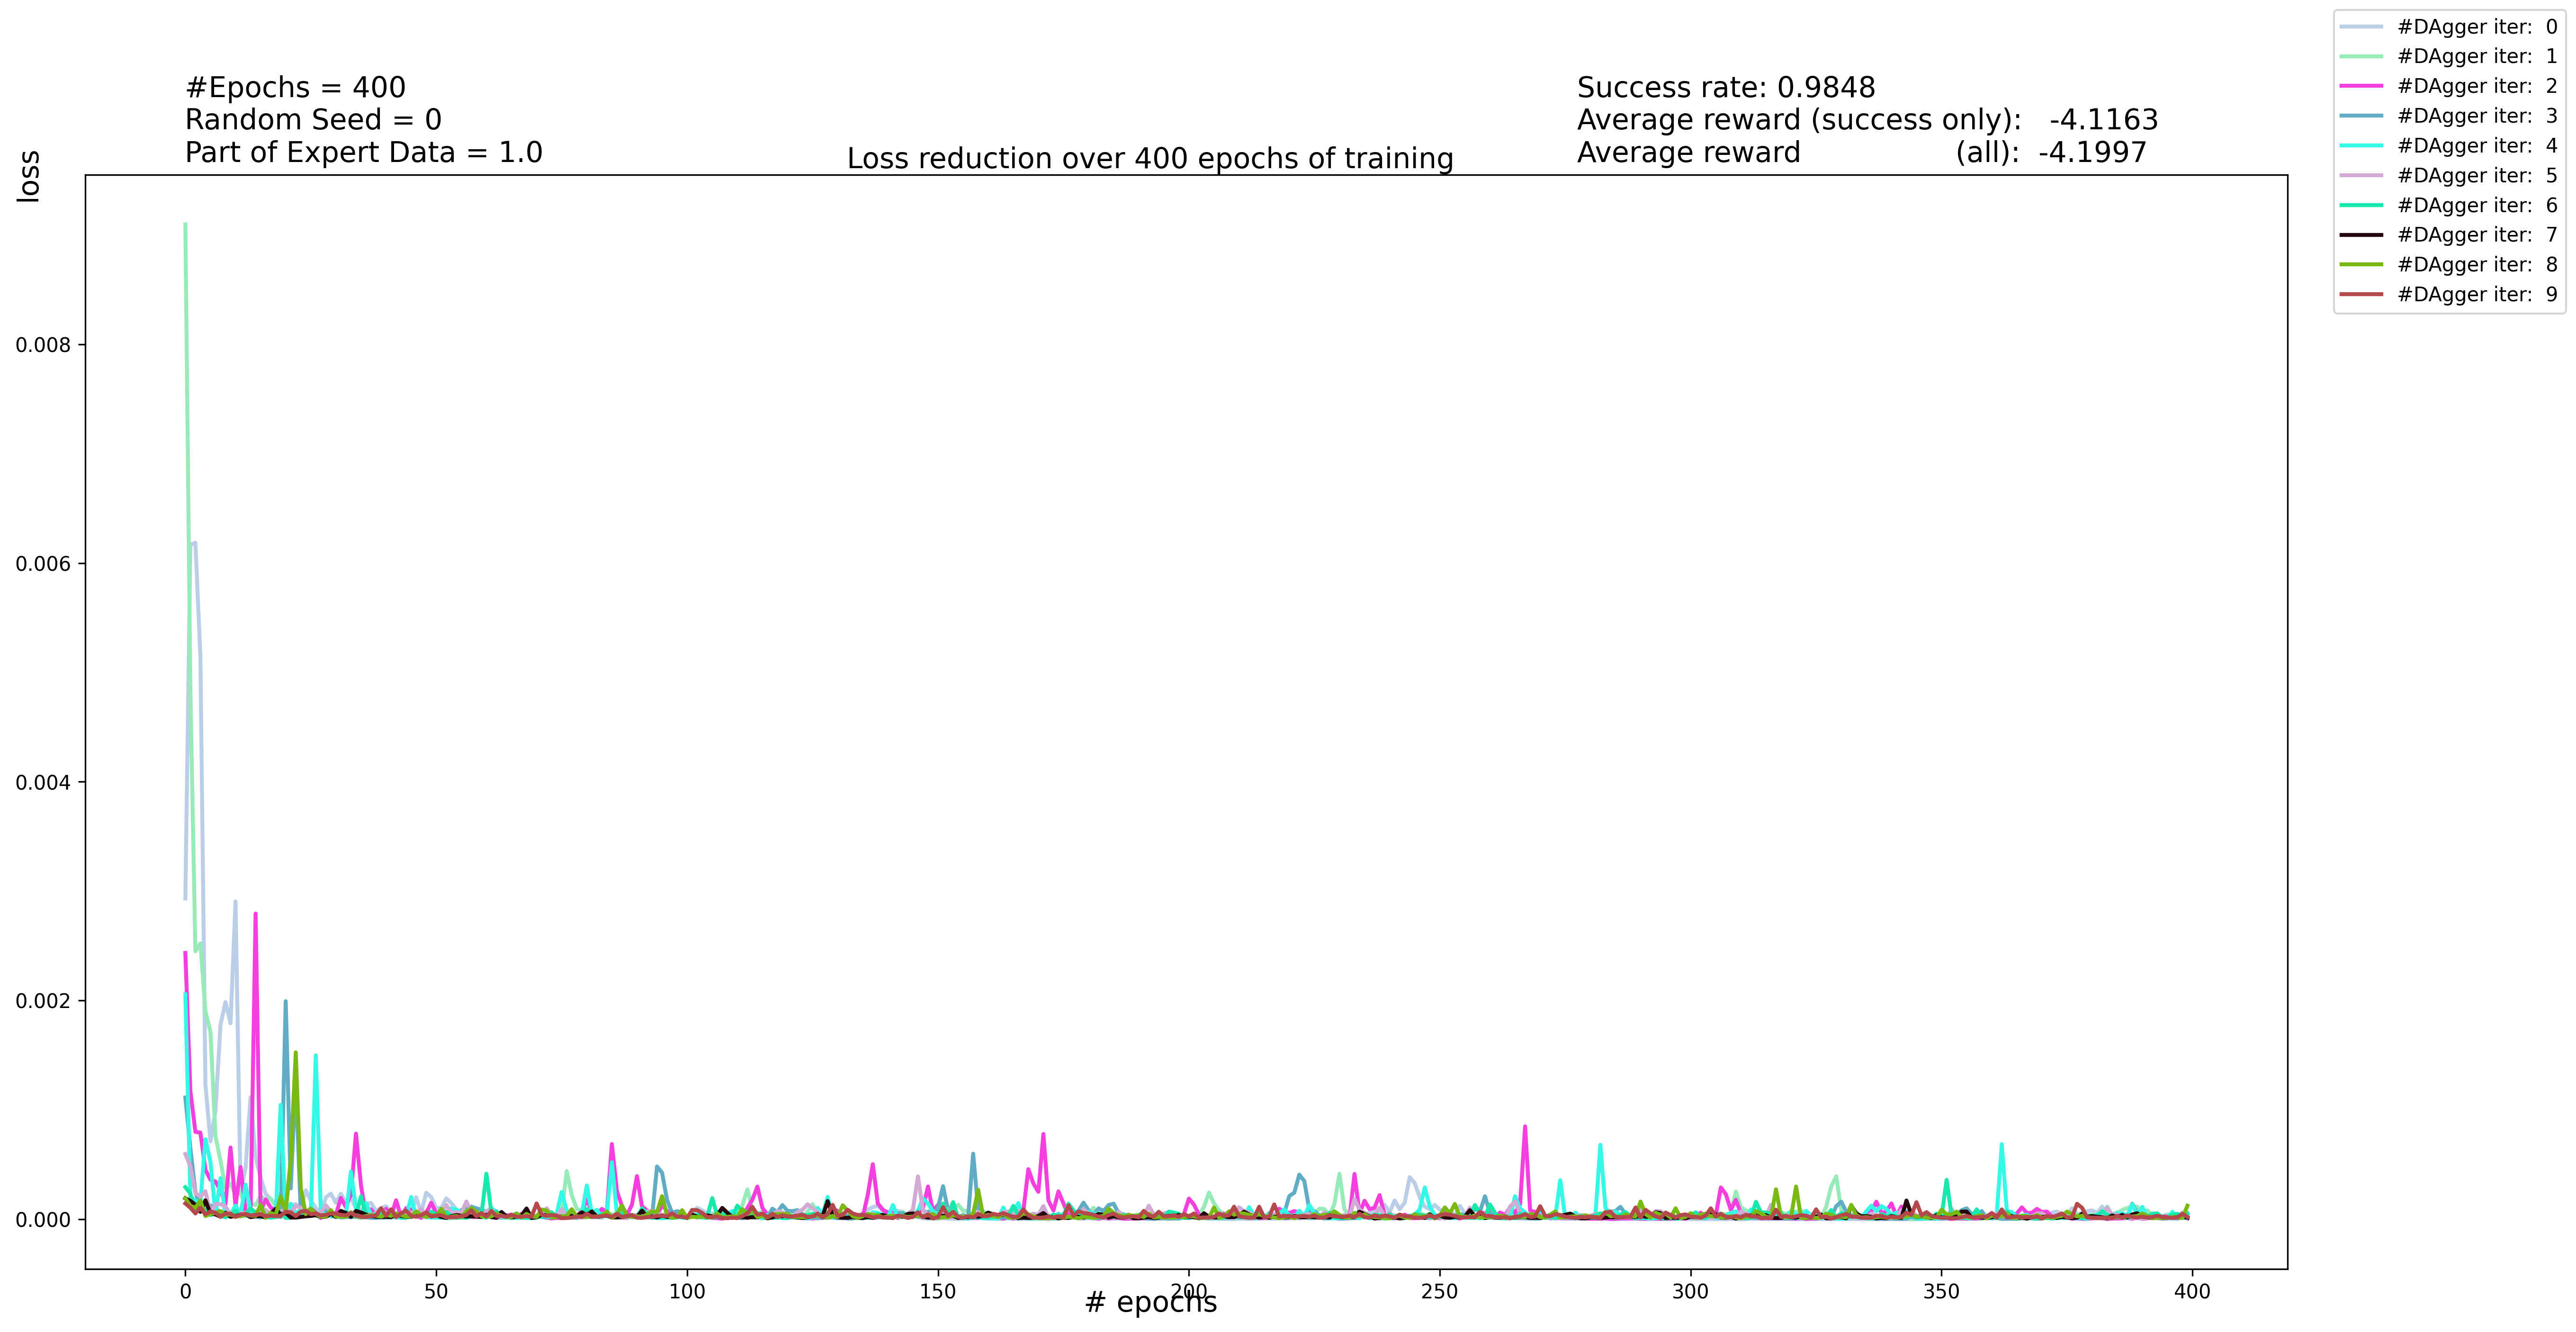 #Epochs = 400
Random Seed = 0
Part of Expert Data = 1.0
Success rate: 0.9848
Average reward (success only): -4.1163
Average reward (all): -4.1997
Loss reduction over 400 epochs of training
loss
0.008
0.006
0.004
0.002
0.000
0 50 100 150 200 250 300 350 400
# epochs
#DAgger iter: 0
#DAgger iter: 1
#DAgger iter: 2
#DAgger iter: 3
#DAgger iter: 4
#DAgger iter: 5
#DAgger iter: 6
#DAgger iter: 7
#DAgger iter: 8
#DAgger iter: 9